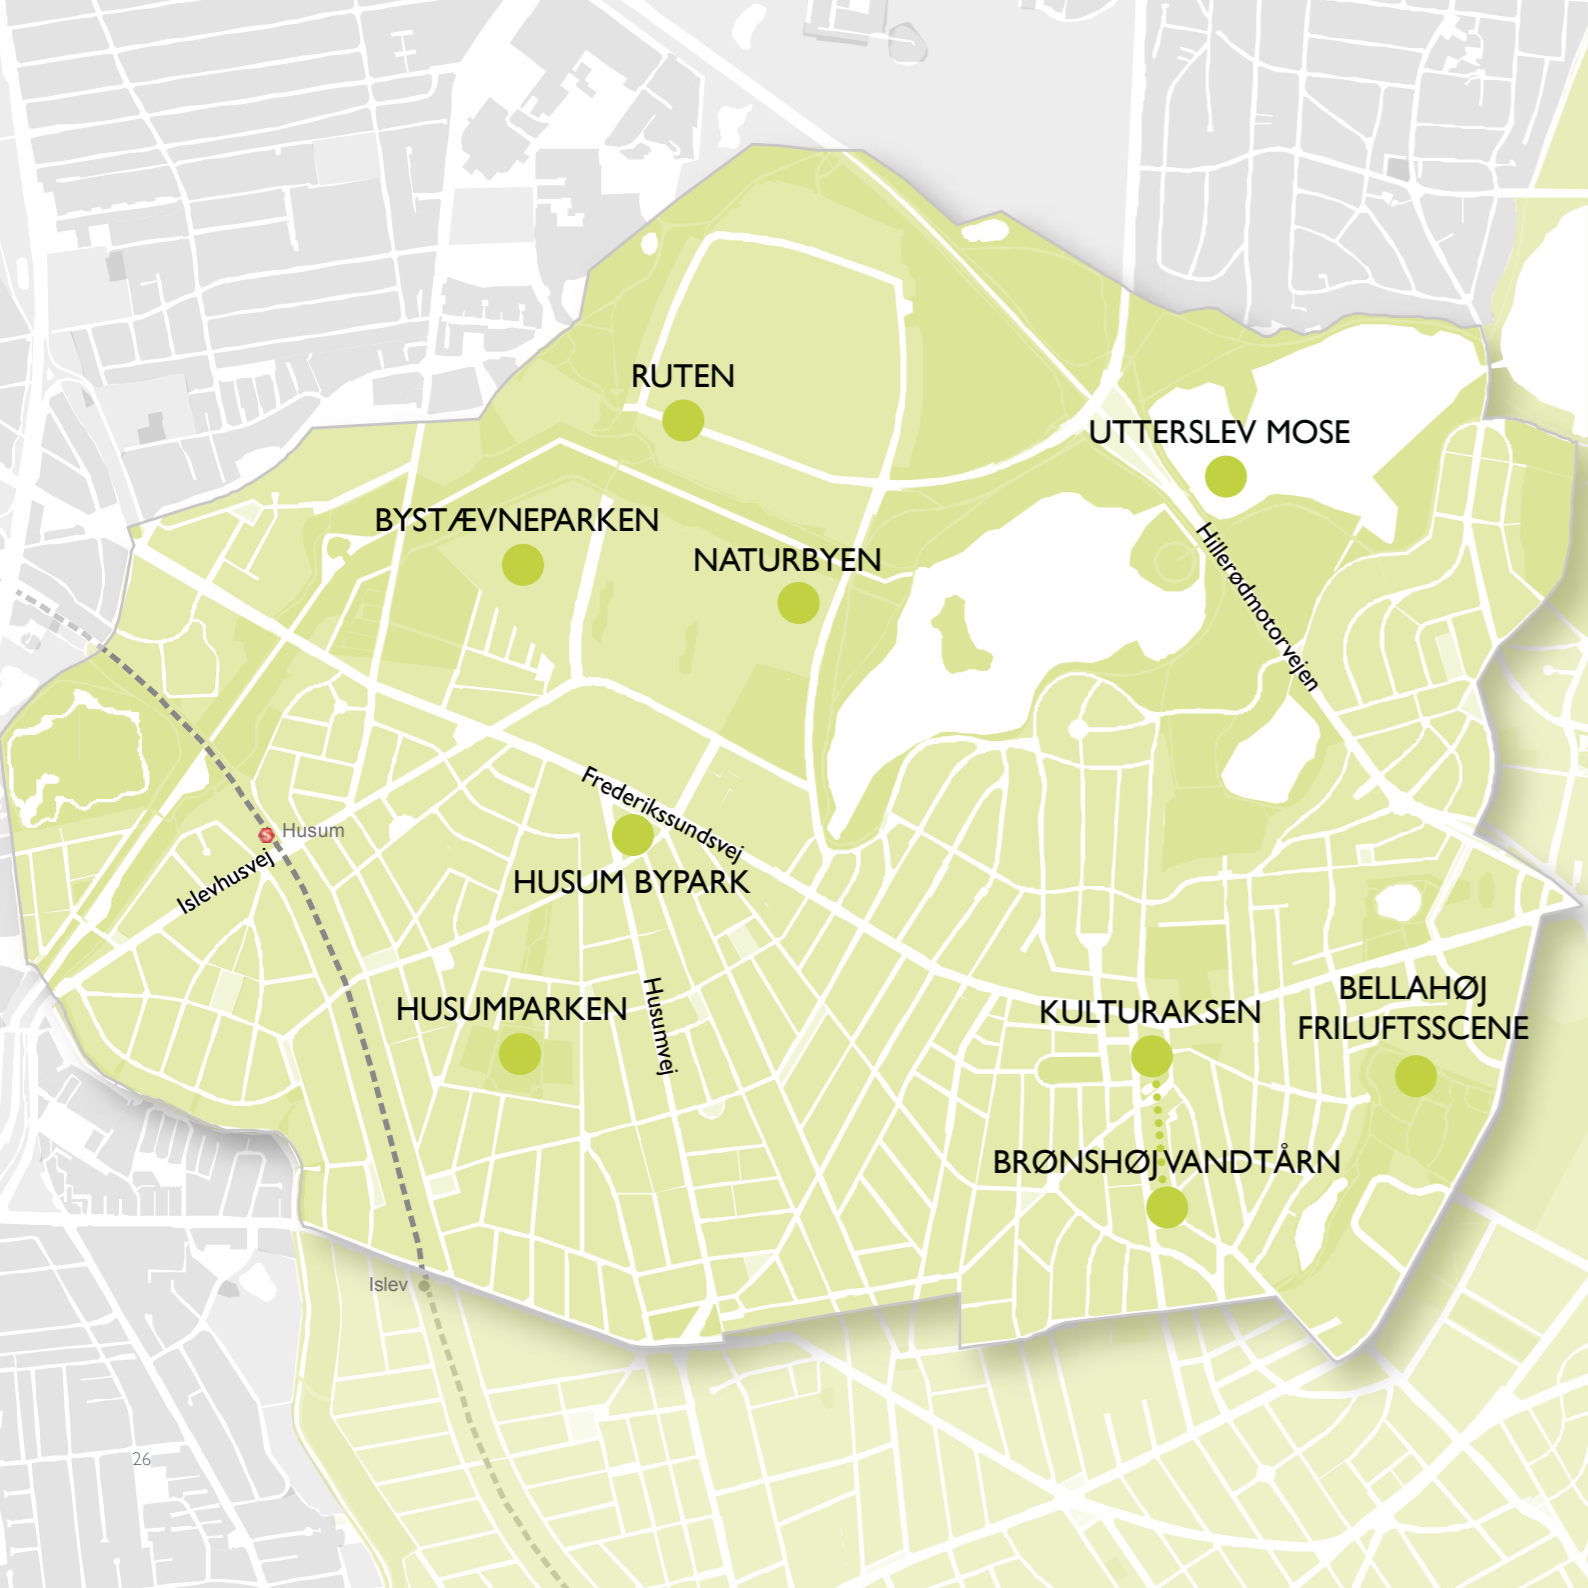 RUTEN
UTTERSLEV MOSE
BYSTÆVNEPARKEN
NATURBYEN
Hillerødmotorvejen
Frederikssundsvej
Husum
Islevhusvej
HUSUM BYPARK
HUSUMPARKEN
Husumvej
KULTURAKSEN
BELLAHØJ
FRILUFTSSCENE
BRØNSHØJ VANDTÅRN
Islev
26